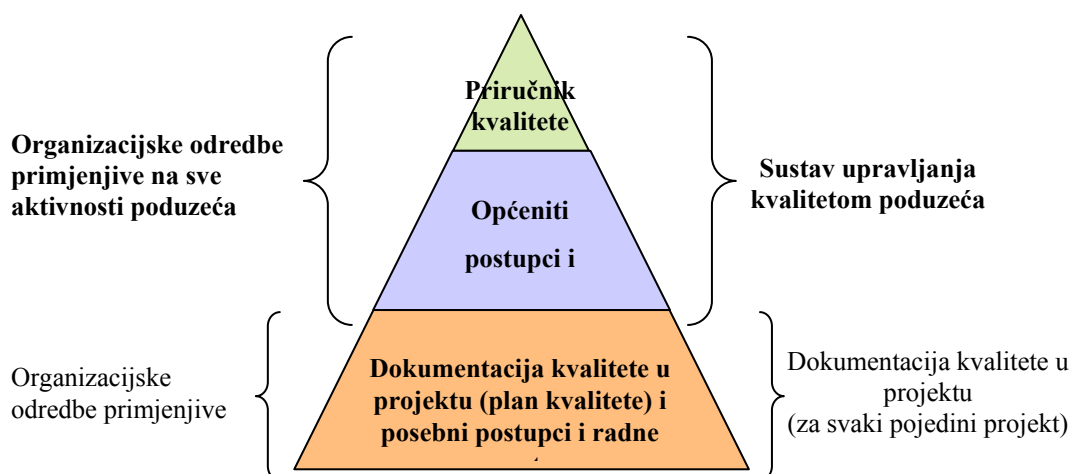 Priručnik
kvalitete
Organizacijske odredbe
primjenjive na sve
aktivnosti poduzeća
Sustav upravljanja
kvalitetom poduzeća
Općeniti
postupci i
Organizacijske
odredbe primjenjive
Dokumentacija kvalitete u
projektu (plan kvalitete) i
posebni postupci i radne
Dokumentacija kvalitete u
projektu
(za svaki pojedini projekt)